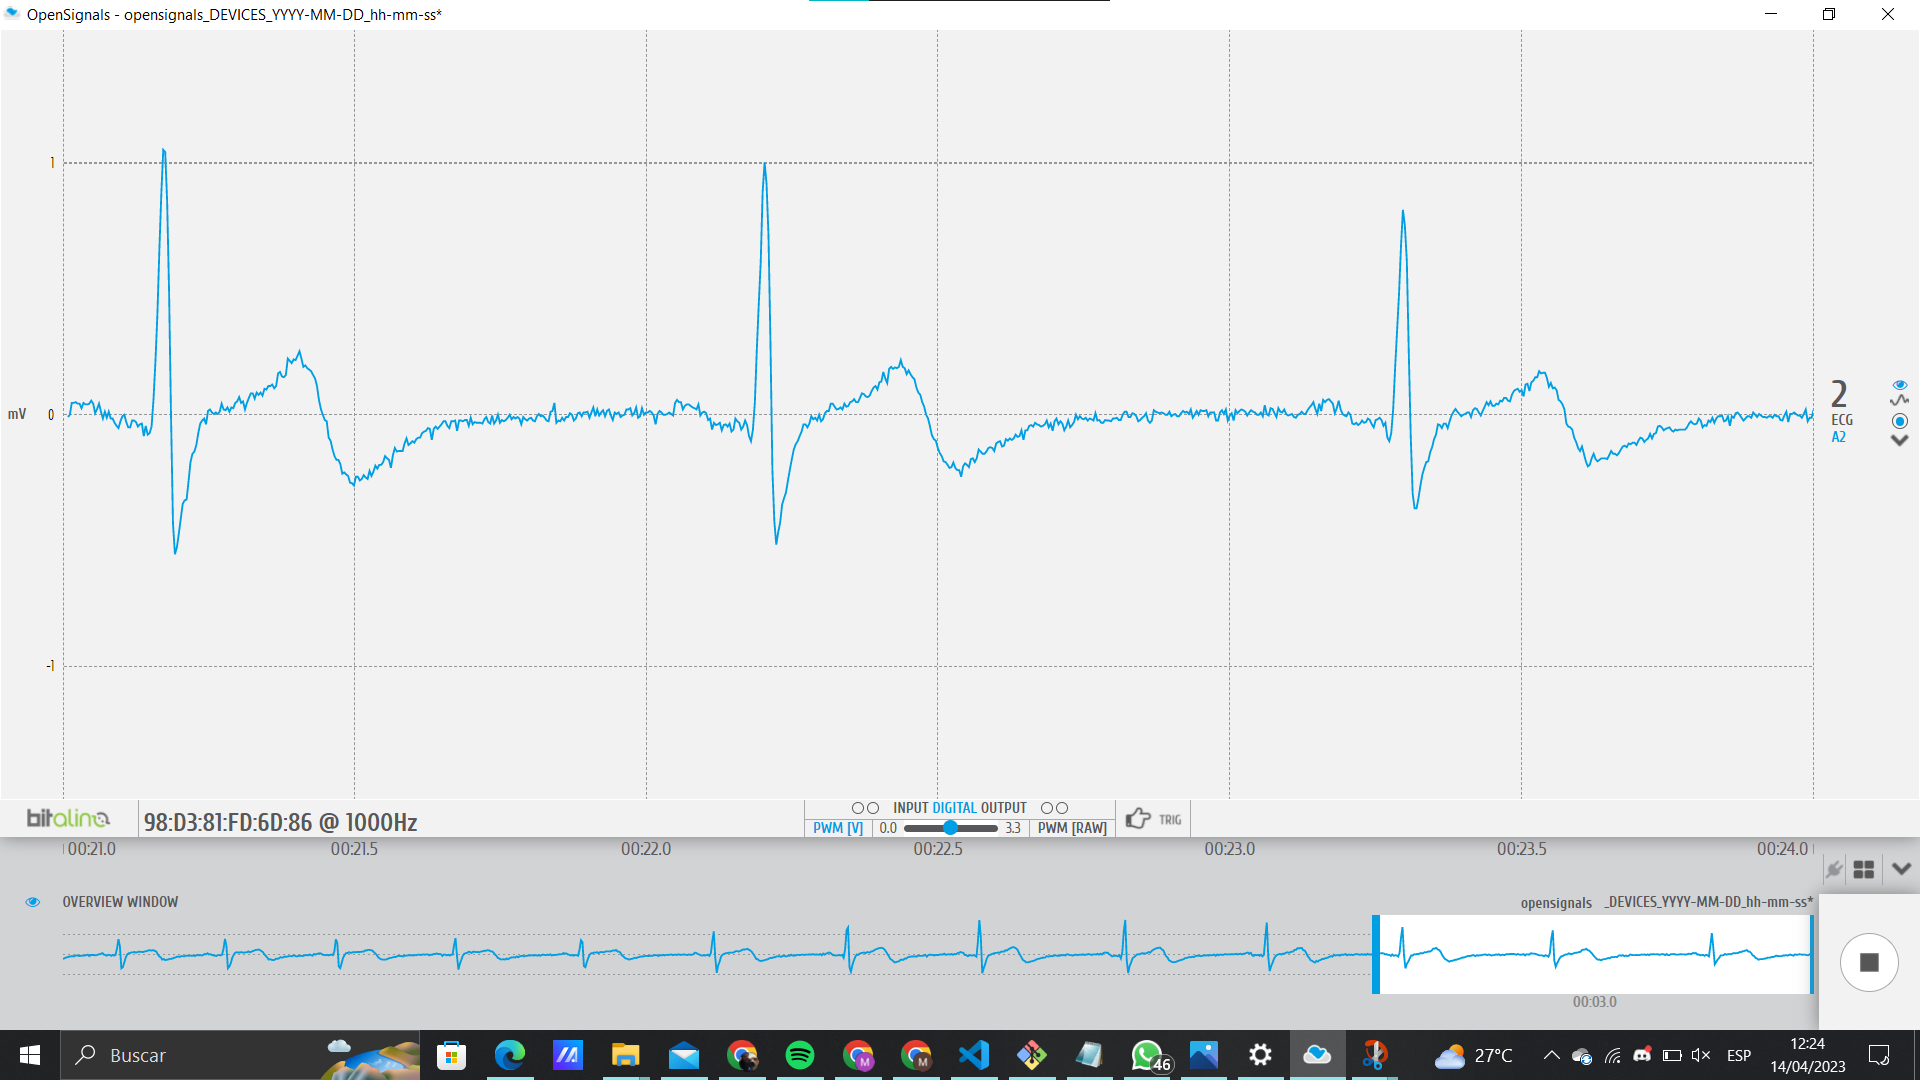 OpenSignals - opensignals_DEVICES_YYYY-MM-DD_hh-mm-ss*
1
mV 0
-1
2
ECG
A2
bitalino
98:D3:81:FD:6D:86 @ 1000Hz
INPUT DIGITAL OUTPUT
PWM [V] 0.0 3.3 PWM [RAW]
TRIG
00:21.0 00:21.5 00:22.0 00:22.5 00:23.0 00:23.5 00:24.0
OVERVIEW WINDOW
opensignals _DEVICES_YYYY-MM-DD_hh-mm-ss*
00:03.0
Buscar
M
M
46
27°C
ESP
12:24
14/04/2023